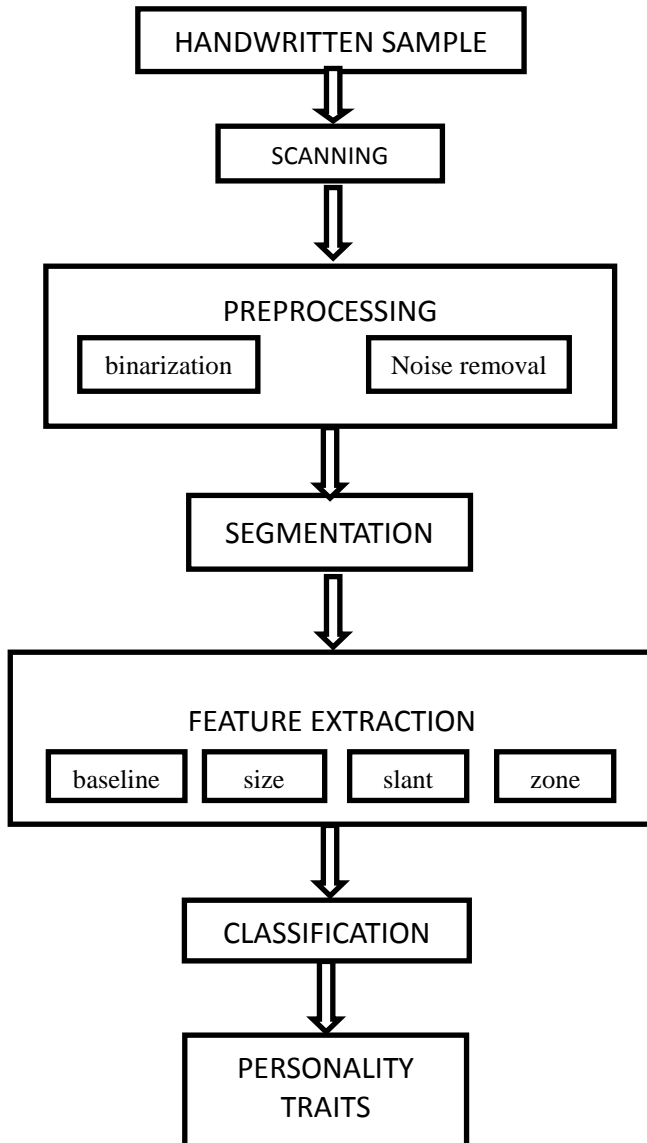 HANDWRITTEN SAMPLE
SCANNING
PREPROCESSING
binarization Noise removal
SEGMENTATION
FEATURE EXTRACTION
baseline size slant zone
CLASSIFICATION
PERSONALITY
TRAITS